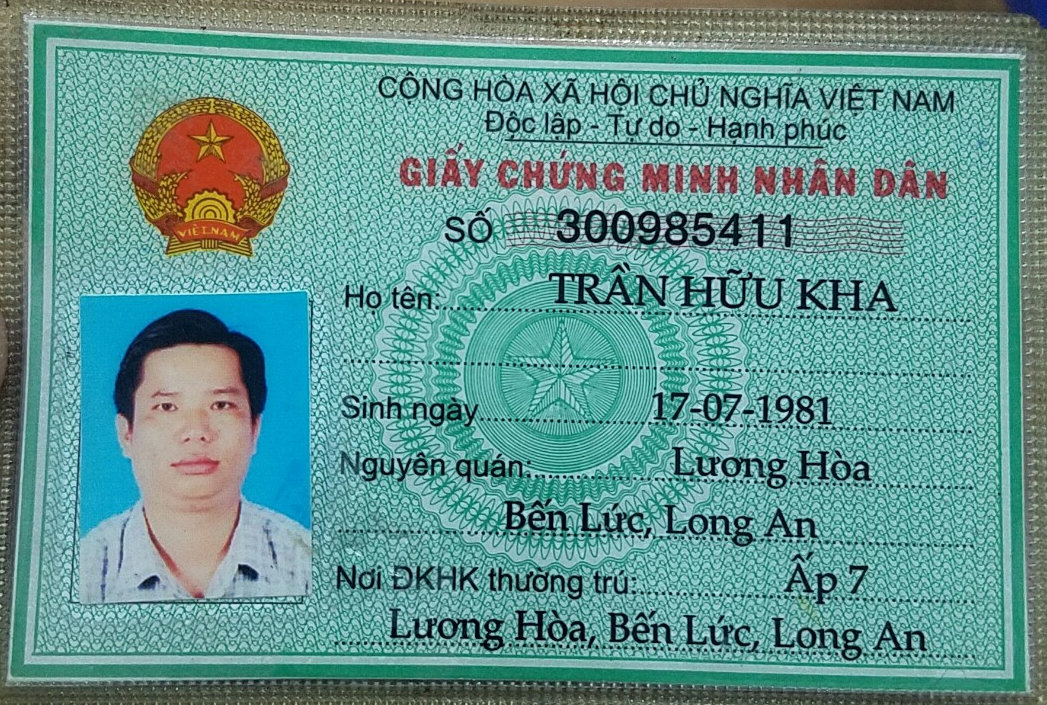 CỘNG HÒA XÃ HỘI CHỦ NGHĨA VIỆT NAM
Độc lập - Tự do - Hạnh phúc
GIẤY CHỨNG MINH NHÂN DÂN
SỐ 300985411
VIỆT NAM
Họ tên: TRẦN HỮU KHA
Sinh ngày 17-07-1981
Nguyên quán: Lương Hòa
Bến Lức, Long An
Nơi ĐKHK thường trú: Ấp 7
Lương Hòa, Bến Lức, Long An